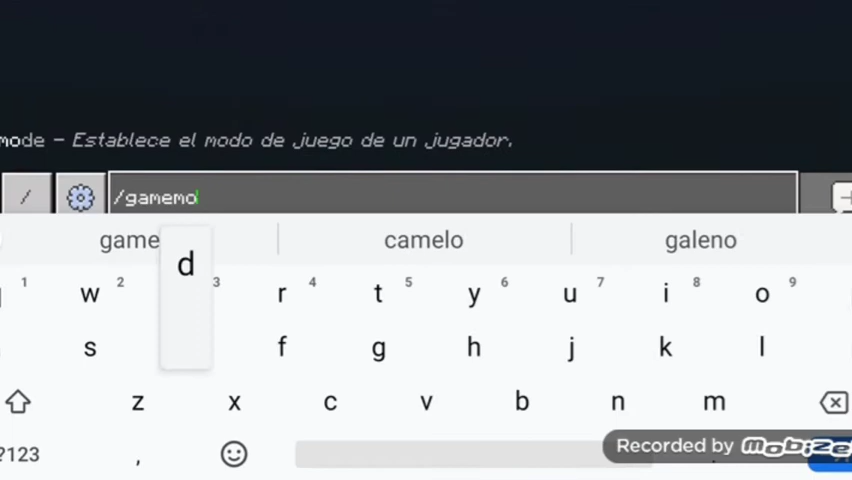 mode - Establece el modo de juego de un jugador.
/ /gamemo
game camelo galeno
d
w 2 3 r 4 t 5 y 6 u 7 i 8 o 9
1
s f g h j k l
z x c v b n m
?123 , .
Recorded by mobize